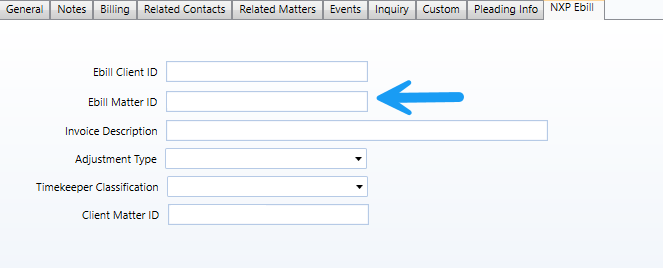 General Notes Billing Related Contacts Related Matters Events Inquiry Custom Pleading Info NXP Ebill
Ebill Client ID
Ebill Matter ID
Invoice Description
Adjustment Type
Timekeeper Classification
Client Matter ID